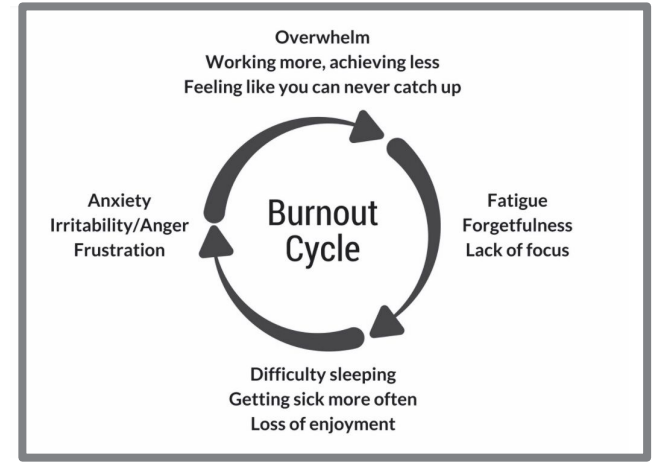 Overwhelm
Working more, achieving less
Feeling like you can never catch up
Anxiety
Irritability/Anger
Frustration
Burnout
Cycle
Fatigue
Forgetfulness
Lack of focus
Difficulty sleeping
Getting sick more often
Loss of enjoyment